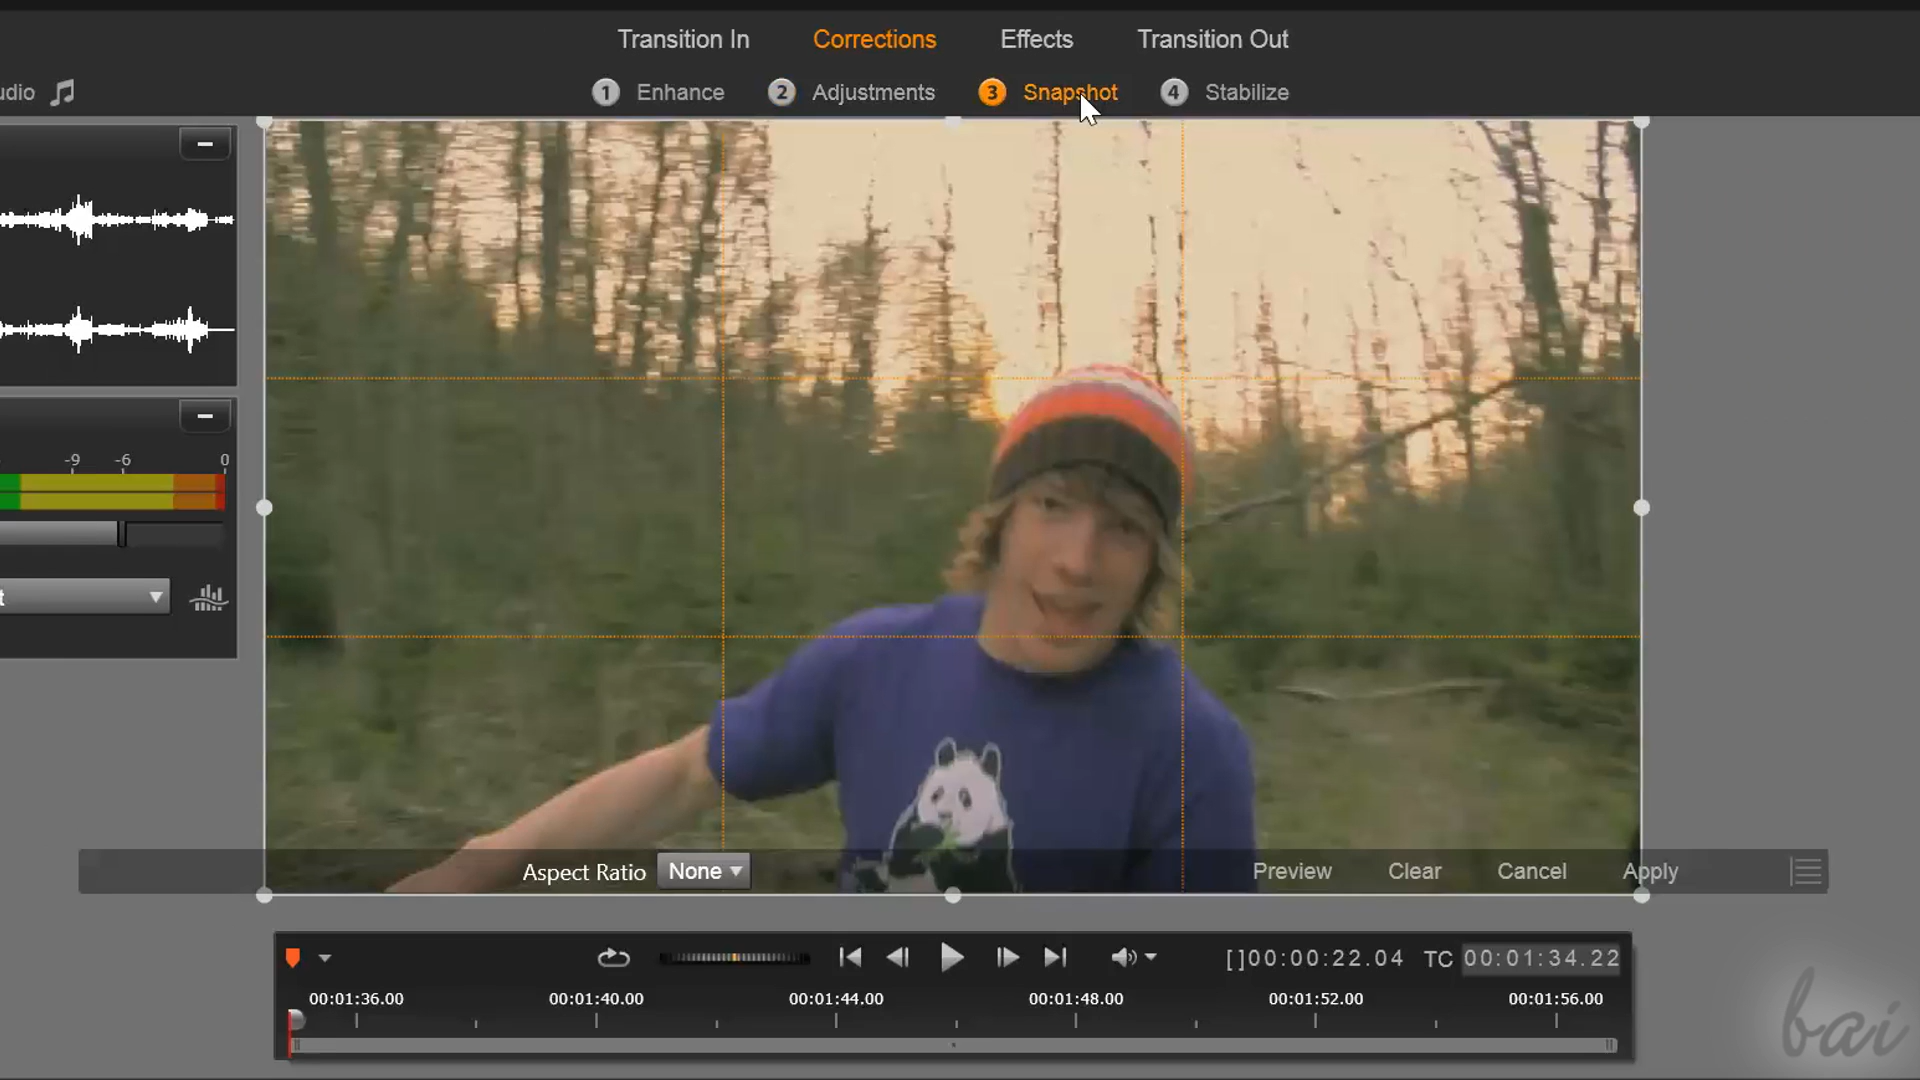 Transition In Corrections Effects Transition Out
udio 1 Enhance 2 Adjustments 3 Snapshot 4 Stabilize
-9 -6 0
t
Aspect Ratio None Preview Clear Cancel Apply
[]00:00:22.04 TC 00:01:34.22
00:01:36.00 00:01:40.00 00:01:44.00 00:01:48.00 00:01:52.00 00:01:56.00
bai